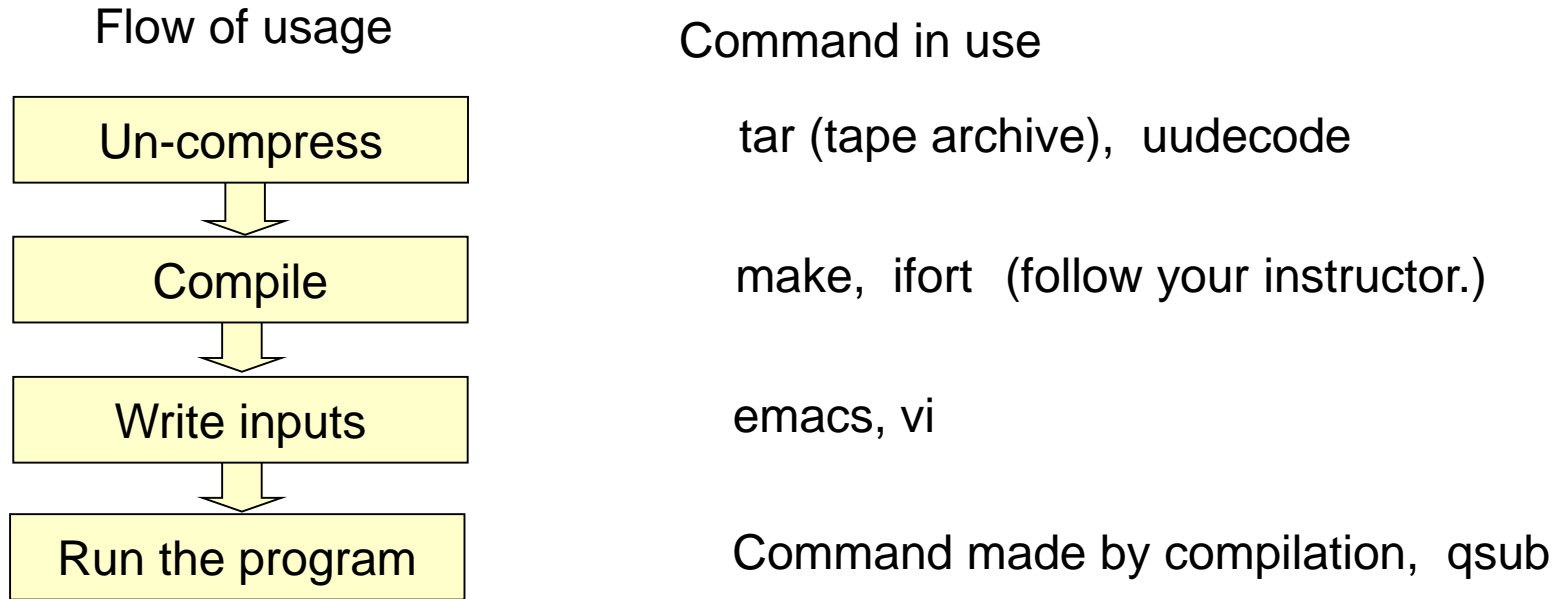 Flow of usage
Command in use
Un-compress
tar (tape archive), uudecode
Compile
make, ifort (follow your instructor.)
Write inputs
emacs, vi
Run the program
Command made by compilation, qsub